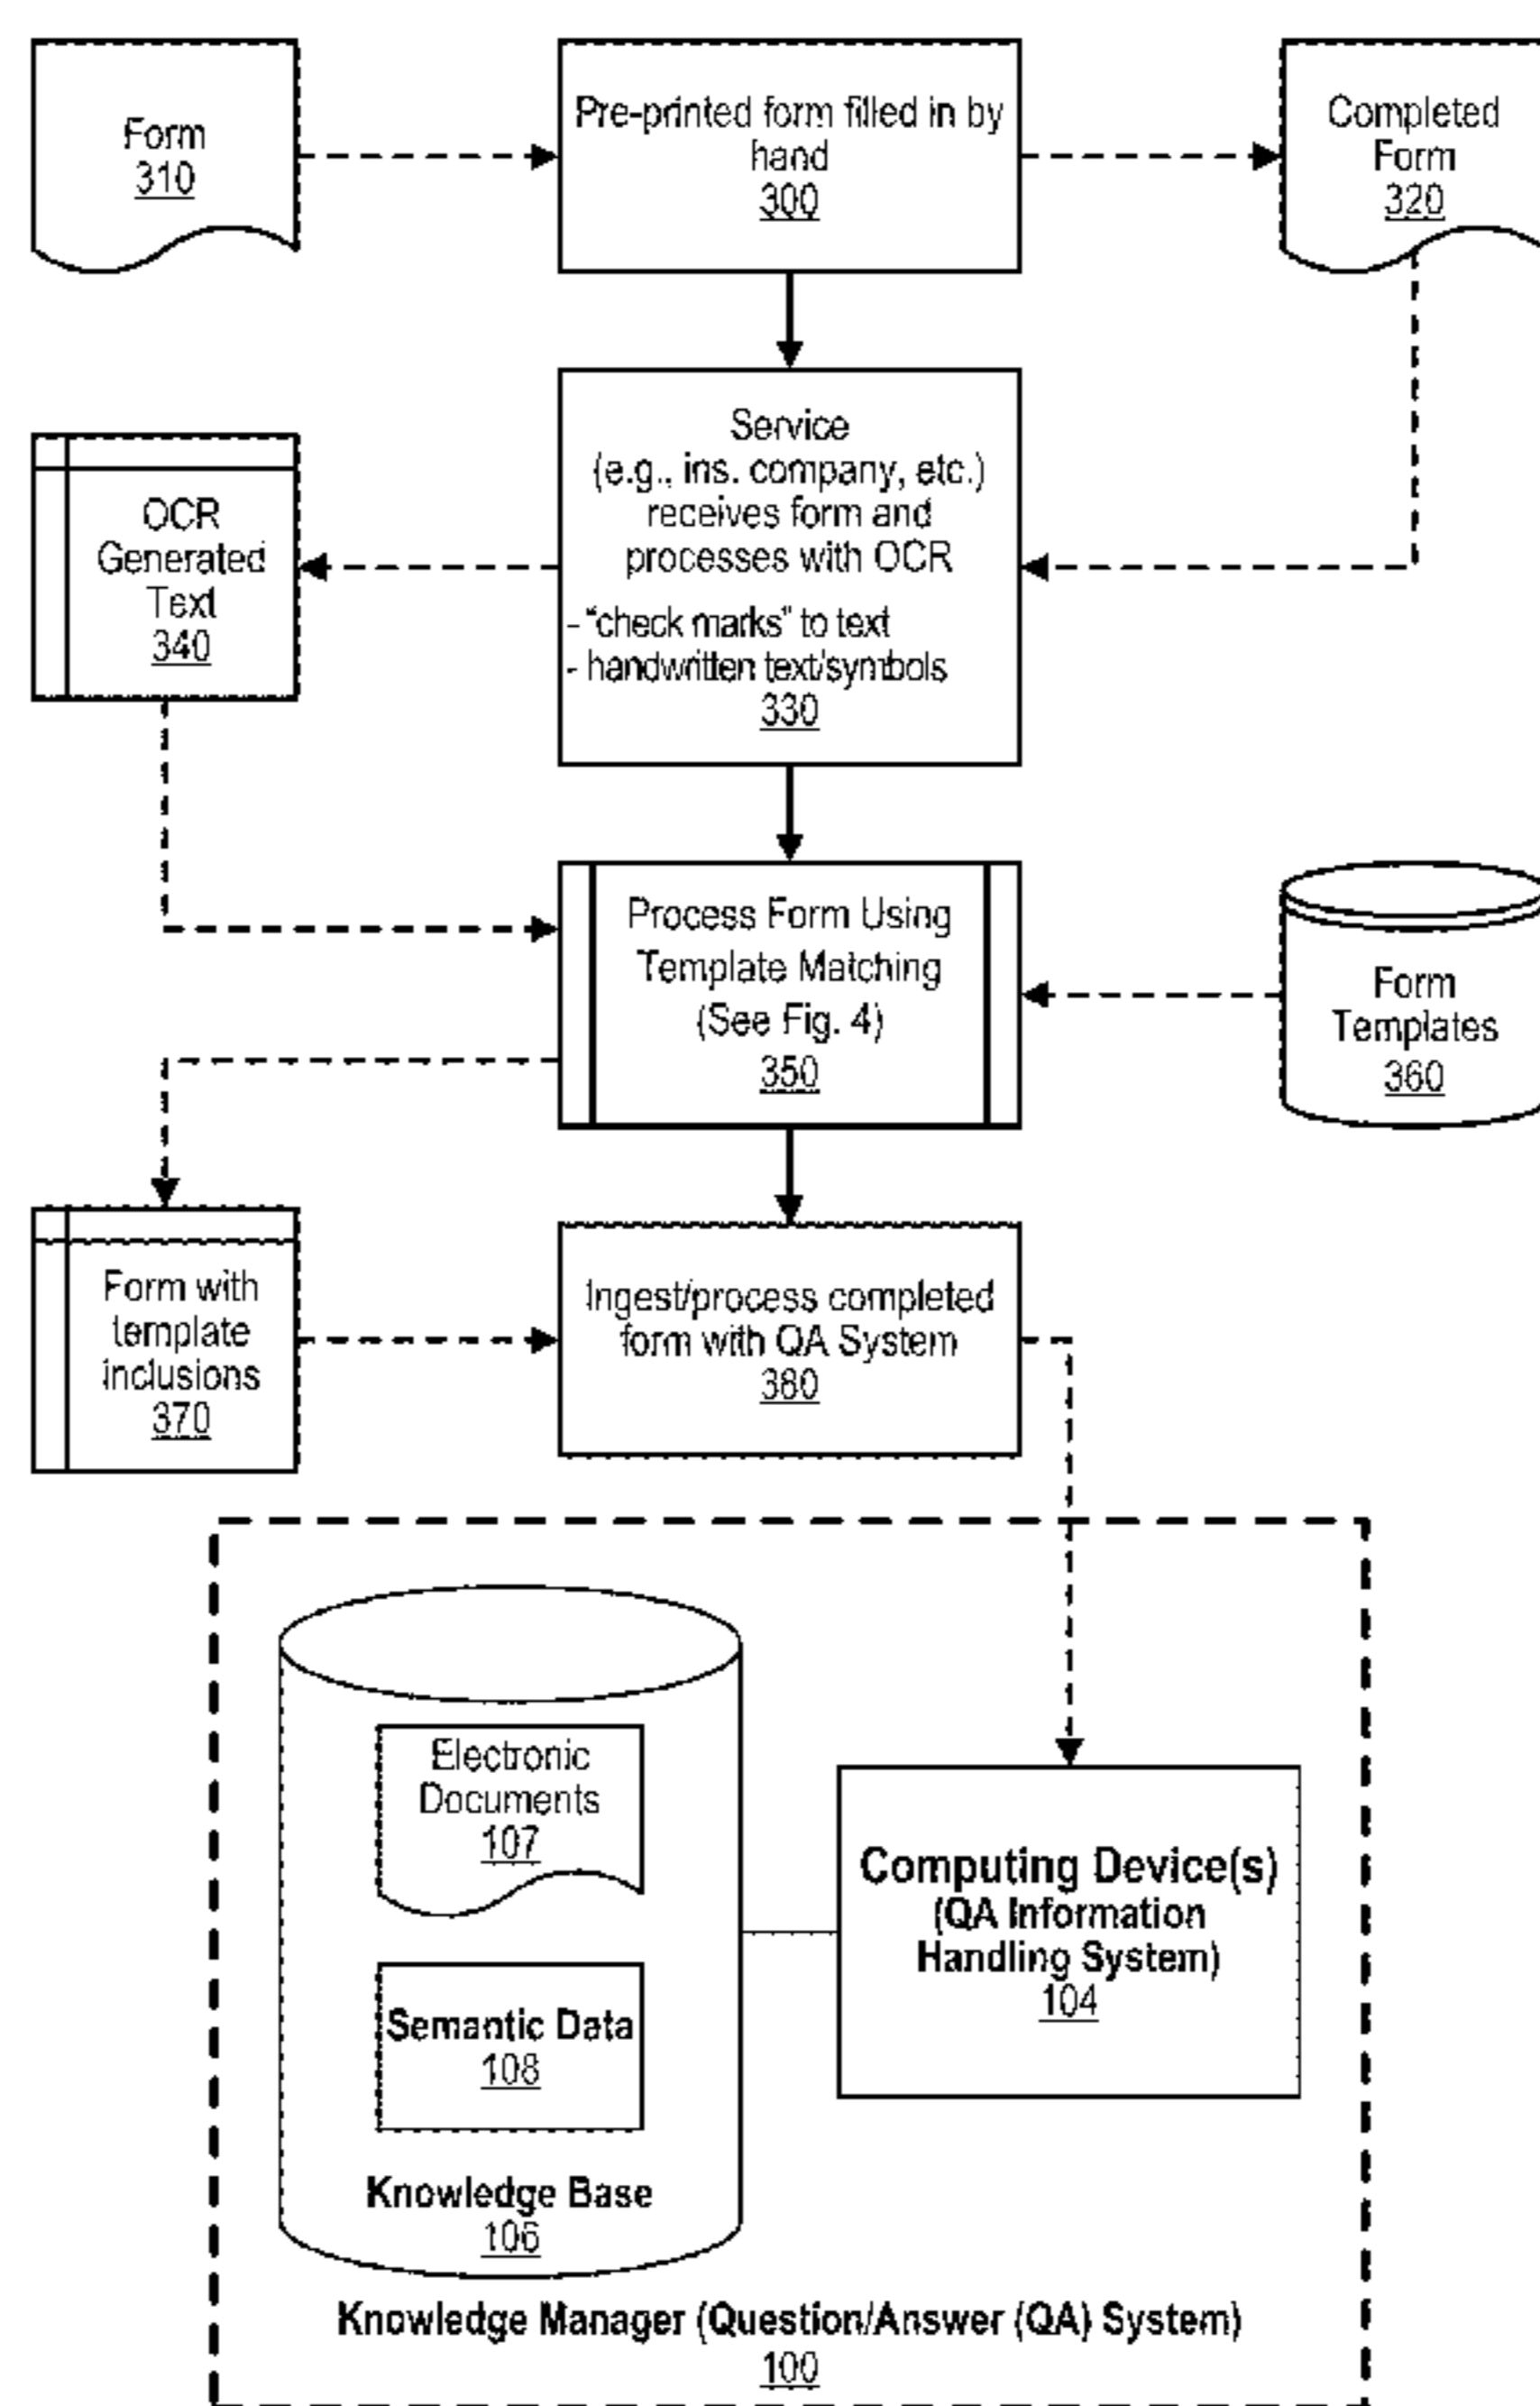 Form
310
Pre-printed form filled in by
hand
300
Completed
Form
320
Service
(e.g., ins. company, etc.)
receives form and
processes with OCR
- "check marks" to text
- handwritten text/symbols
330
OCR
Generated
Text
340
Process Form Using
Template Matching
(See Fig. 4)
350
Form
Templates
360
Form with
template
inclusions
370
Ingest/process completed
form with QA System
380
Electronic
Documents
107
Semantic Data
108
Knowledge Base
106
Computing Device(s)
(QA Information
Handling System)
104
Knowledge Manager (Question/Answer (QA) System)
100